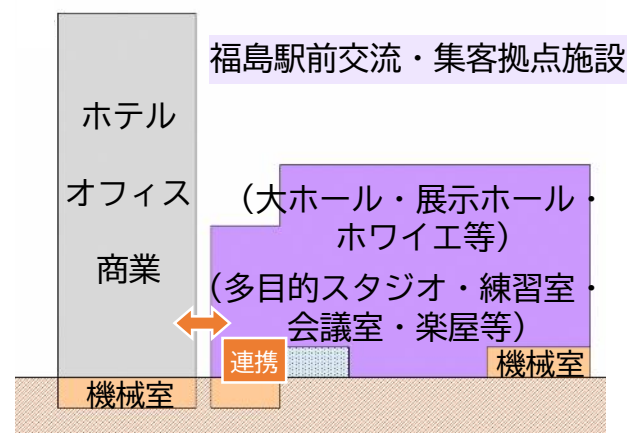 福島駅前交流・集客拠点施設
ホテル
オフィス
商業
（大ホール・展示ホール・
ホワイエ等）
（多目的スタジオ・練習室・
会議室・楽屋等）
連携
機械室
機械室